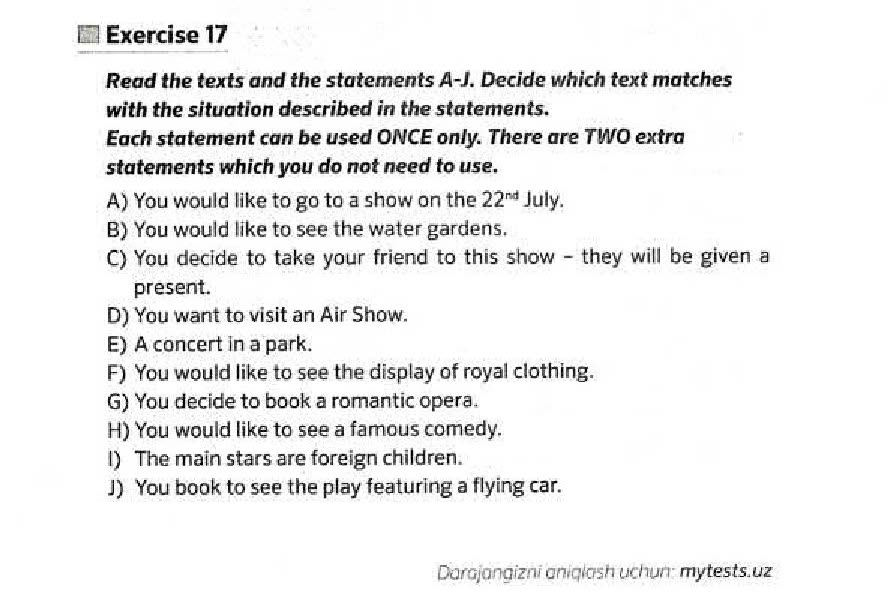 Exercise 17
Read the texts and the statements A-J. Decide which text matches
with the situation described in the statements.
Each statement can be used ONCE only. There are TWO extra
statements which you do not need to use.
A) You would like to go to a show on the 22nd July.
B) You would like to see the water gardens.
C) You decide to take your friend to this show – they will be given a
present.
D) You want to visit an Air Show.
E) A concert in a park.
F) You would like to see the display of royal clothing.
G) You decide to book a romantic opera.
H) You would like to see a famous comedy.
I) The main stars are foreign children.
J) You book to see the play featuring a flying car.
Darajangizni aniqlash uchun: mytests.uz